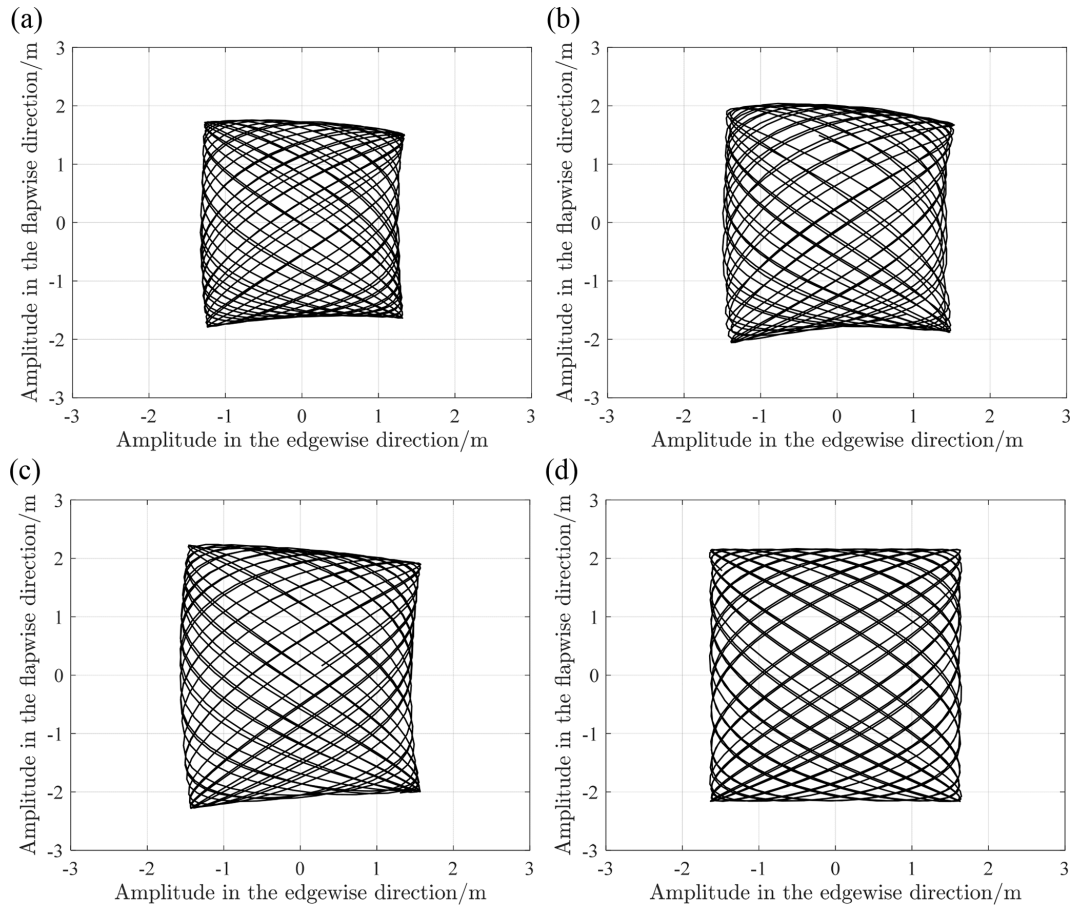 (a)
(b)
Amplitude in the flapwise direction/m
3
2
1
0
-1
-2
-3
-3 -2 -1 0 1 2 3
Amplitude in the edgewise direction/m
Amplitude in the flapwise direction/m
3
2
1
0
-1
-2
-3
-3 -2 -1 0 1 2 3
Amplitude in the edgewise direction/m
(c)
(d)
Amplitude in the flapwise direction/m
3
2
1
0
-1
-2
-3
-3 -2 -1 0 1 2 3
Amplitude in the edgewise direction/m
Amplitude in the flapwise direction/m
3
2
1
0
-1
-2
-3
-3 -2 -1 0 1 2 3
Amplitude in the edgewise direction/m